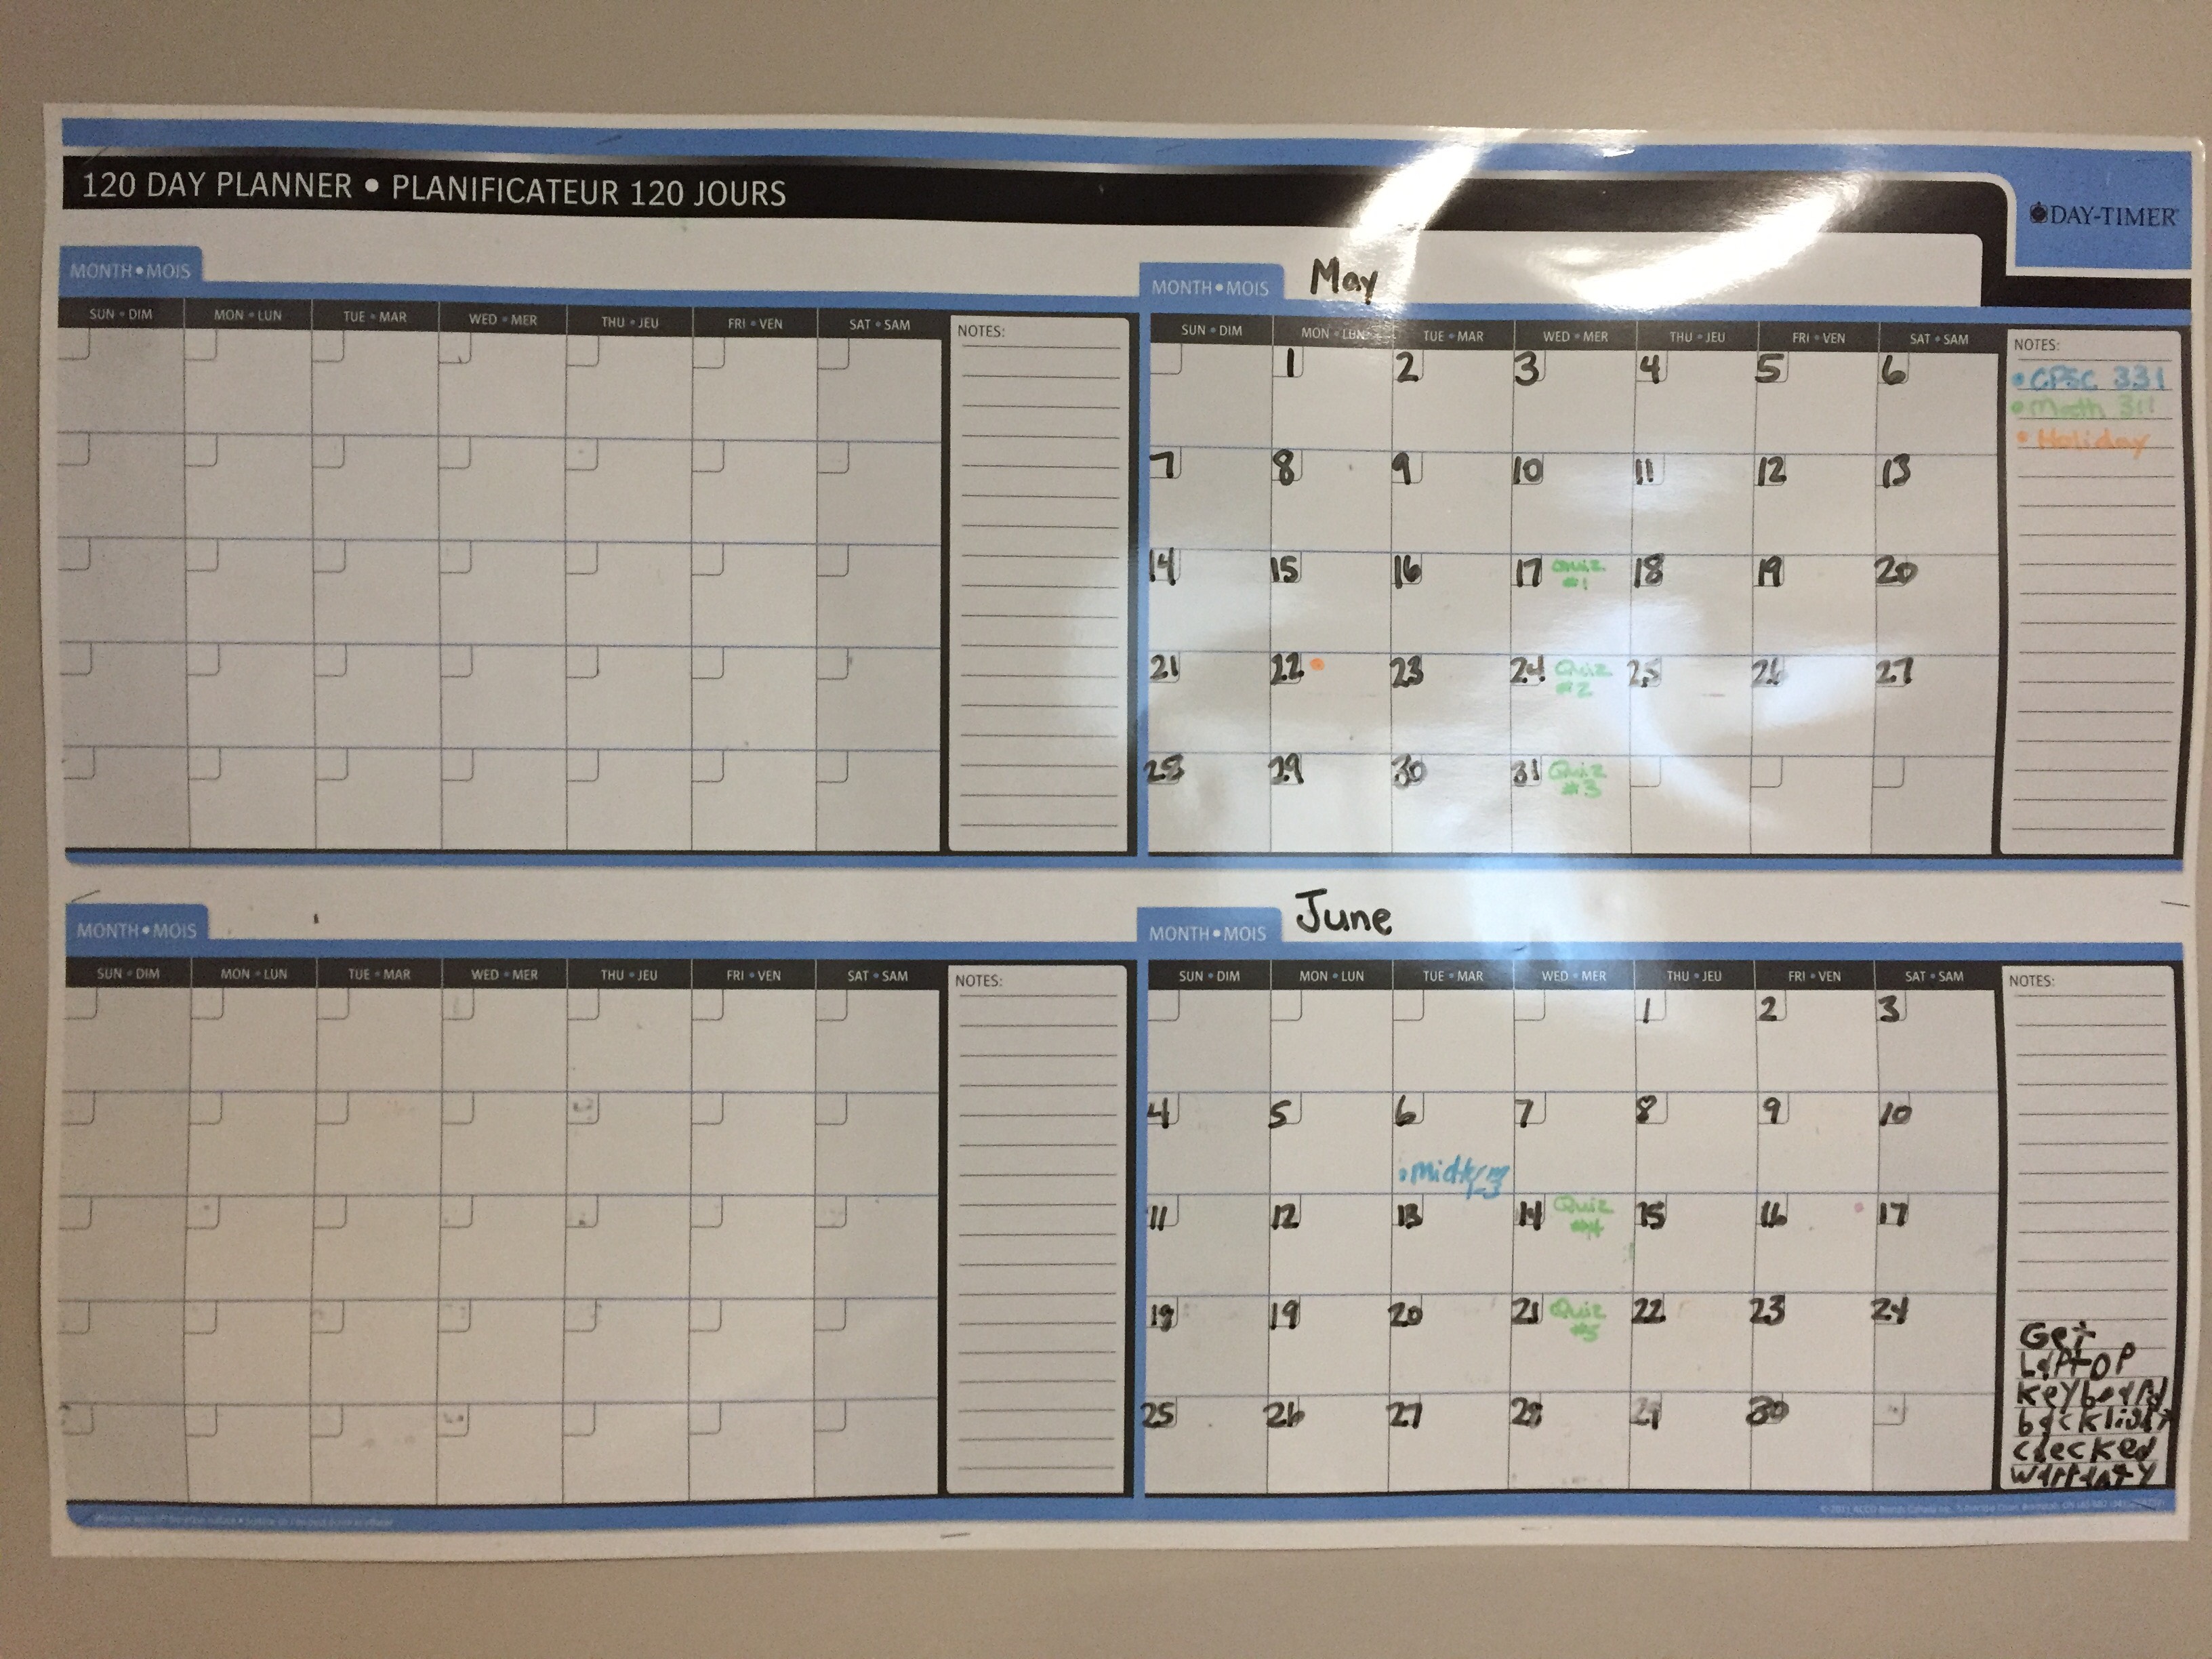 120 DAY PLANNER • PLANIFICATEUR 120 JOURS
DAY-TIMER
MONTH • MOIS
SUN • DIM MON • LUN TUE • MAR WED • MER THU • JEU FRI • VEN SAT • SAM
NOTES:
MONTH • MOIS May
SUN • DIM MON • LUN TUE • MAR WED • MER THU • JEU FRI • VEN SAT • SAM
NOTES:
• CPSC 331
• Math 311
• Holiday
1 2 3 4 5 6
7 8 9 10 11 12 13
14 15 16 17 Quiz 18 19 20
#1
21 22 • 23 24 Quiz 25 26 27
#2
28 29 30 31 Quiz
#3
MONTH • MOIS
SUN • DIM MON • LUN TUE • MAR WED • MER THU • JEU FRI • VEN SAT • SAM
NOTES:
MONTH • MOIS June
SUN • DIM MON • LUN TUE • MAR WED • MER THU • JEU FRI • VEN SAT • SAM
NOTES:
1 2 3
4 5 6 7 8 9 10
• Midterm
11 12 13 14 Quiz 15 16 17
#4
18 19 20 21 Quiz 22 23 24
#5
25 26 27 28 29 30
Get
Laptop
keyboard
backlight
checked
warranty